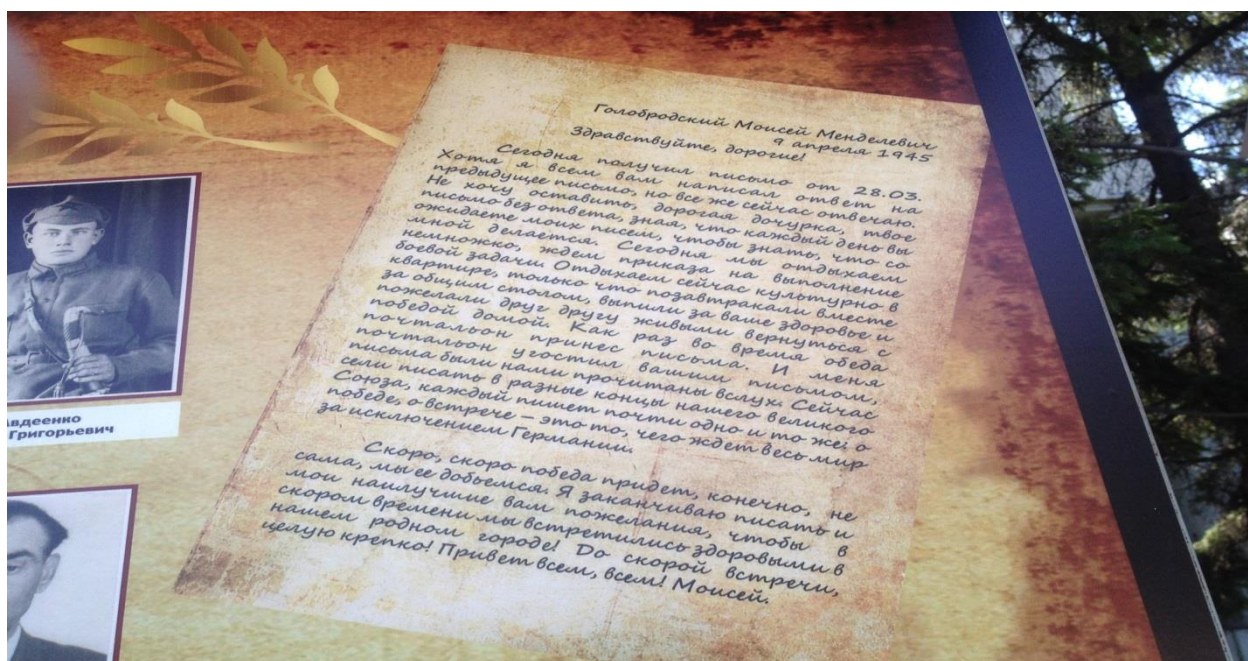 Голобродский Моисей Менделевич
9 апреля 1945
Здравствуйте, дорогие!
Сегодня получил письмо от 28.03.
Хотя я всем вам написал ответ на
предыдущее письмо, но все же сейчас отвечаю.
Не хочу оставить, дорогая дочурка, твое
письмо без ответа, зная, что каждый день вы
ожидаете моих писем, чтобы знать, что со
мной делается. Сегодня мы отдыхаем
немножко, ждем приказа на выполнение
боевой задачи. Отдыхаем сейчас культурно в
квартире, только что позавтракали вместе
за общим столом, выпили за ваше здоровье и
пожелали друг другу живыми вернуться с
победой домой. Как раз во время обеда
почтальон принес письма. И меня
почтальон угостил вашим письмом,
письма были нами прочитаны вслух. Сейчас
сели писать в разные концы нашего великого
Союза, каждый пишет почти одно и то же: о
победе, о встрече – это то, чего ждет весь мир
за исключением Германии.
Скоро, скоро победа придет, конечно, не
сама, мы ее добьемся. Я заканчиваю писать и
мои наилучшие вам пожелания, чтобы в
скором времени мы встретились здоровыми в
нашем родном городе! До скорой встречи,
целую крепко! Привет всем, всем! Моисей.
Авдеенко
Григорьевич